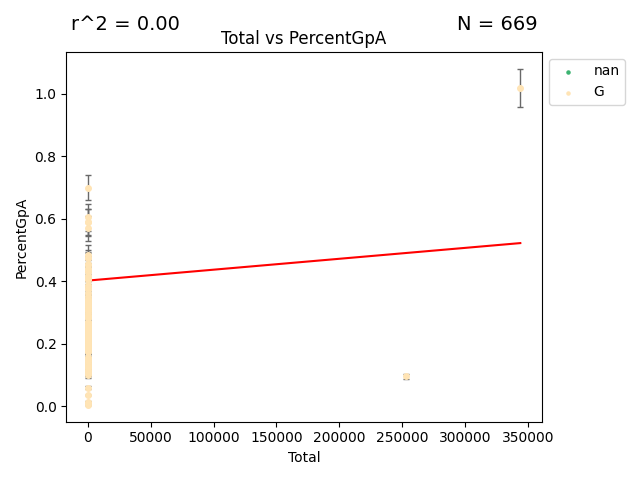 r^2 = 0.00
N = 669
Total vs PercentGpA
nan
G
1.0
0.8
0.6
0.4
0.2
0.0
PercentGpA
0
50000
100000
150000
200000
250000
300000
350000
Total